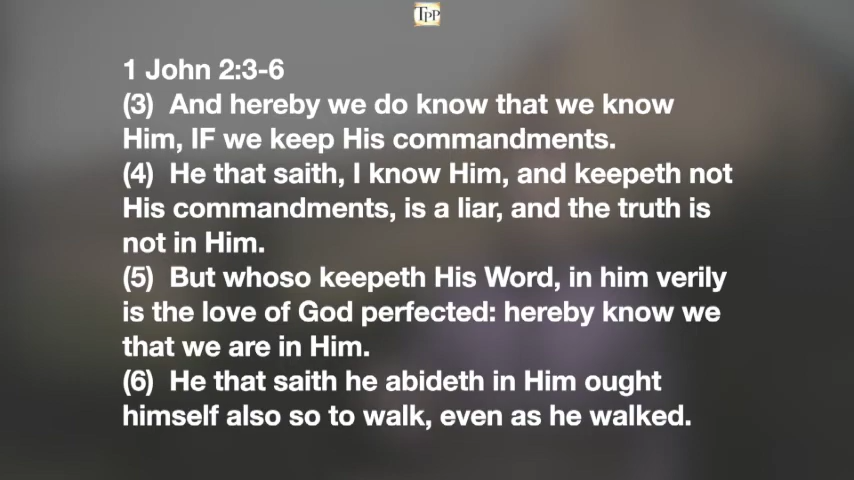 TPP
1 John 2:3-6
(3) And hereby we do know that we know
Him, IF we keep His commandments.
(4) He that saith, I know Him, and keepeth not
His commandments, is a liar, and the truth is
not in Him.
(5) But whoso keepeth His Word, in him verily
is the love of God perfected: hereby know we
that we are in Him.
(6) He that saith he abideth in Him ought
himself also so to walk, even as he walked.